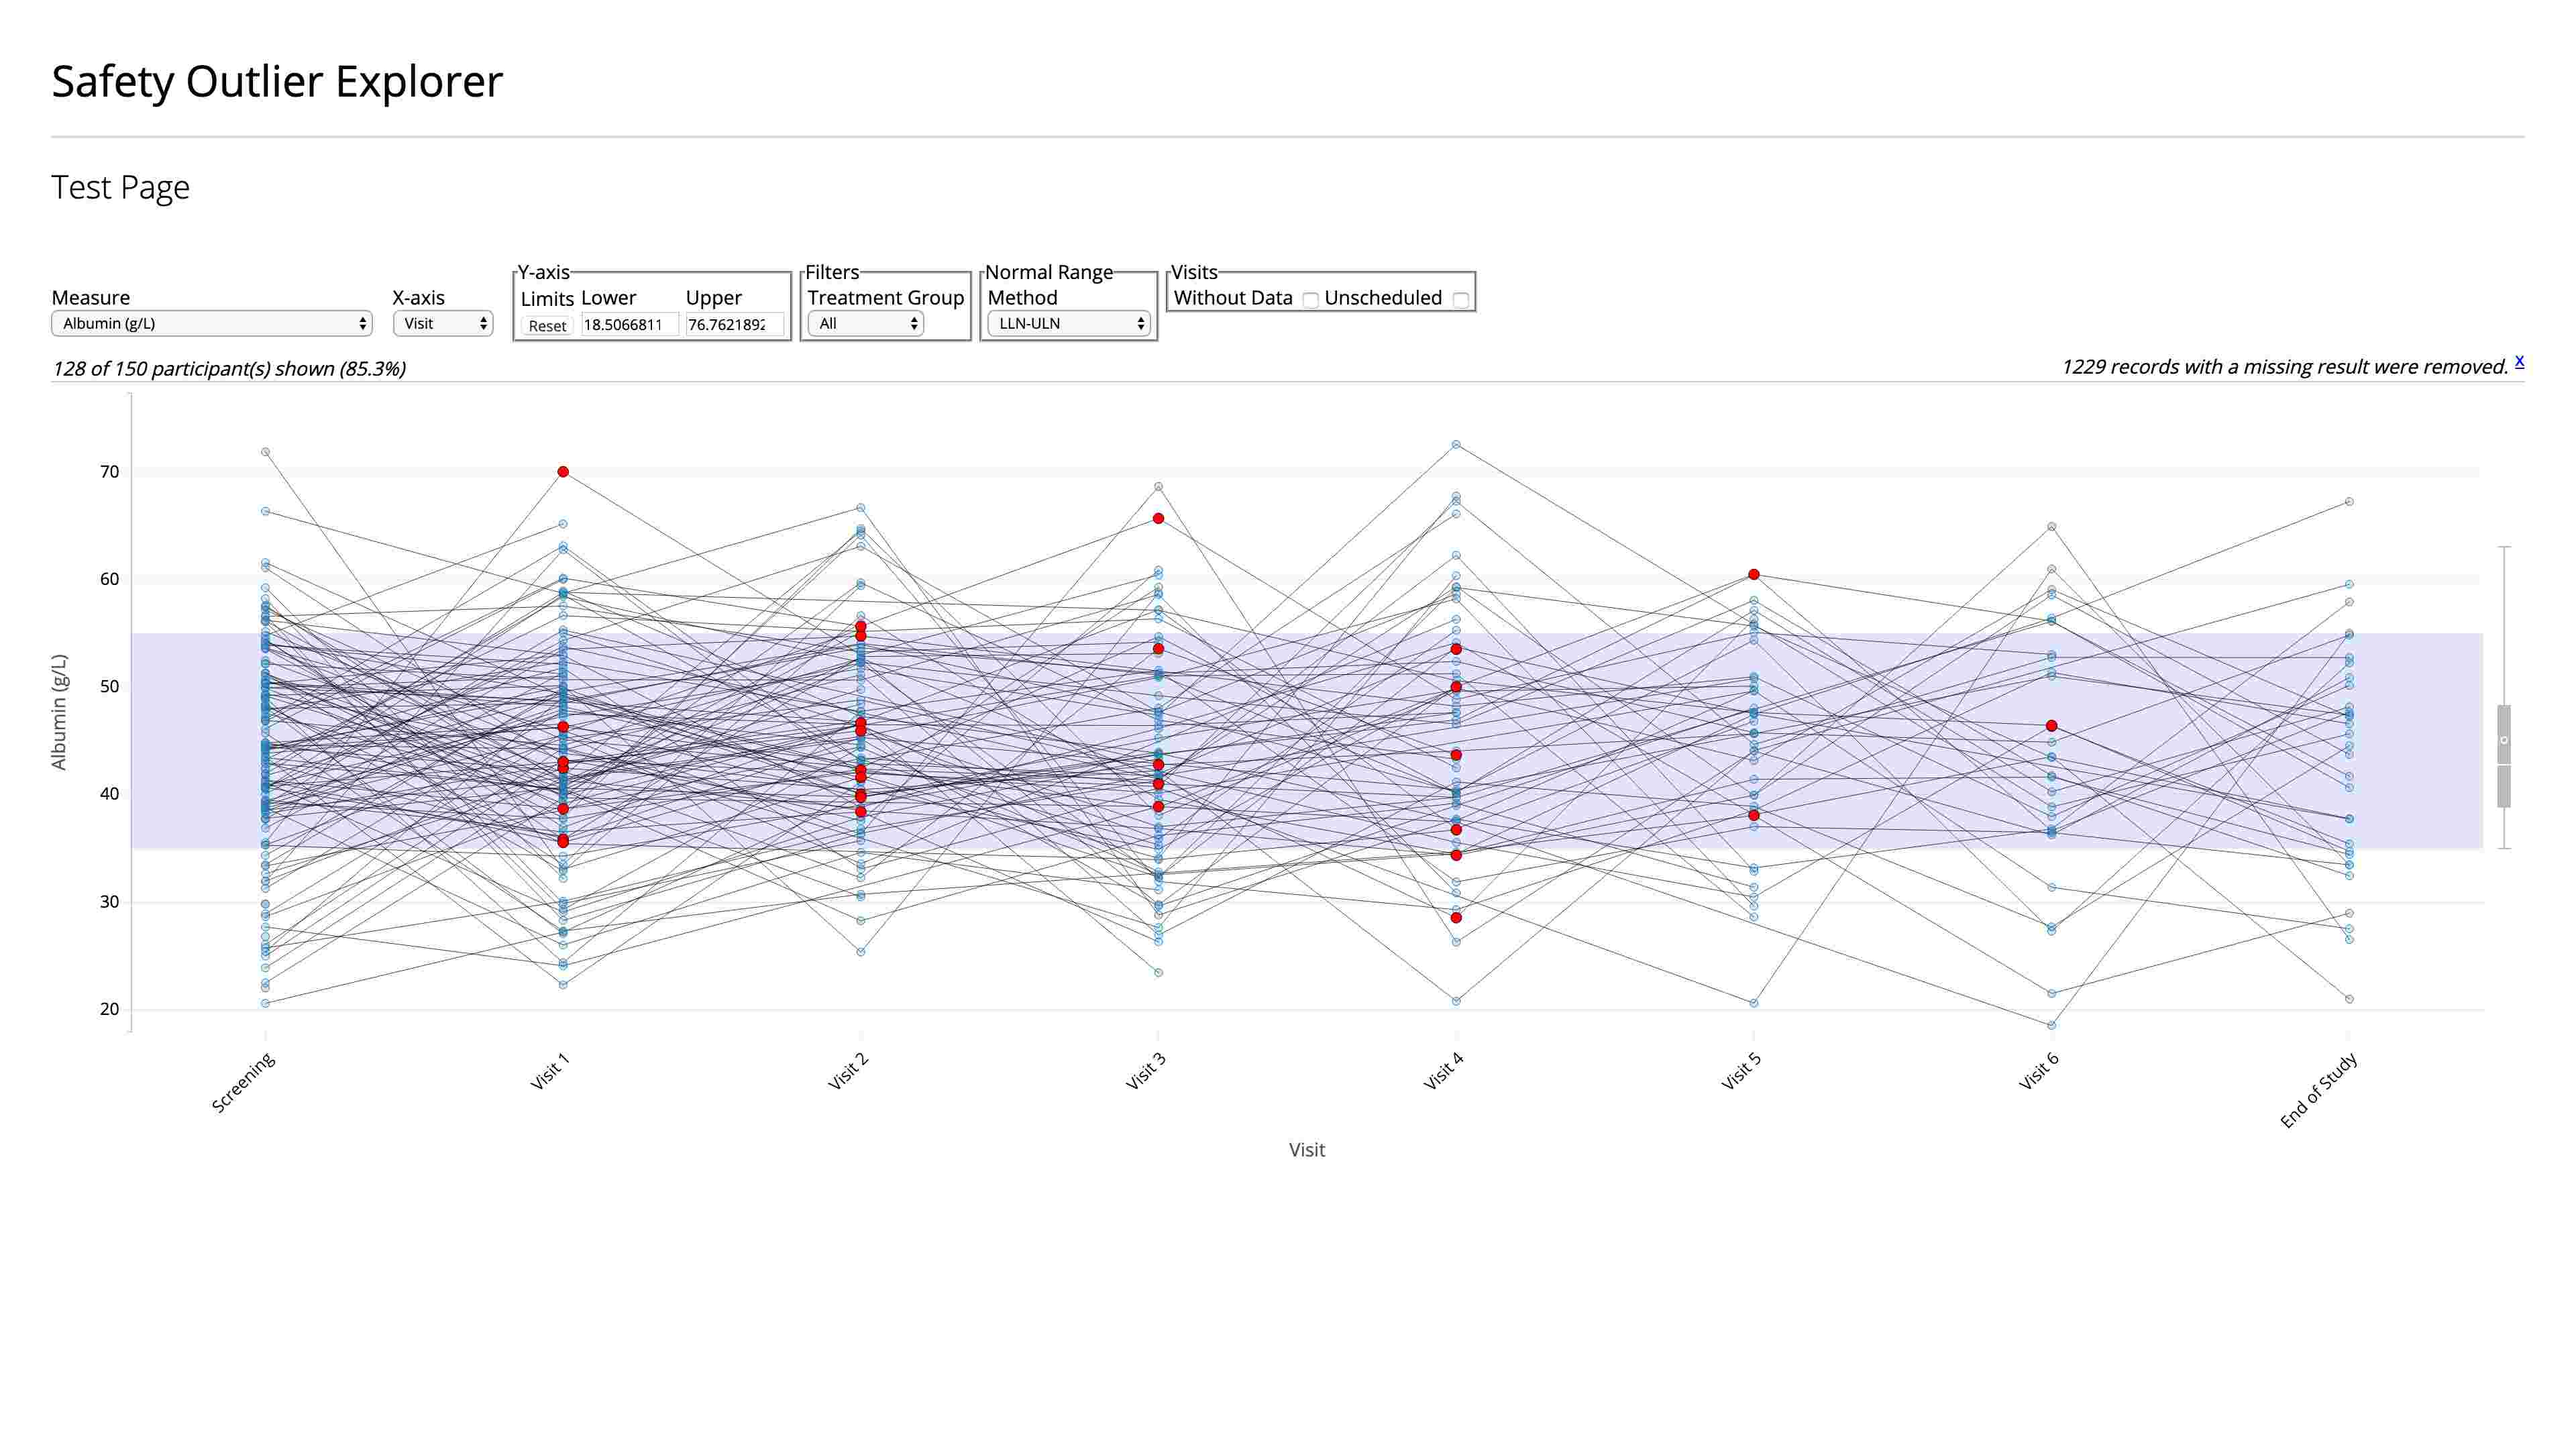 Safety Outlier Explorer
Test Page
Measure
Albumin (g/L)
X-axis
Visit
Y-axis
Limits Lower Upper
Reset 18.5066811 76.7621892
Filters
Treatment Group
All
Normal Range
Method
LLN-ULN
Visits
Without Data Unscheduled
128 of 150 participant(s) shown (85.3%)
1229 records with a missing result were removed. x
Albumin (g/L)
70
60
50
40
30
20
Screening
Visit 1
Visit 2
Visit 3
Visit 4
Visit 5
Visit 6
End of Study
Visit